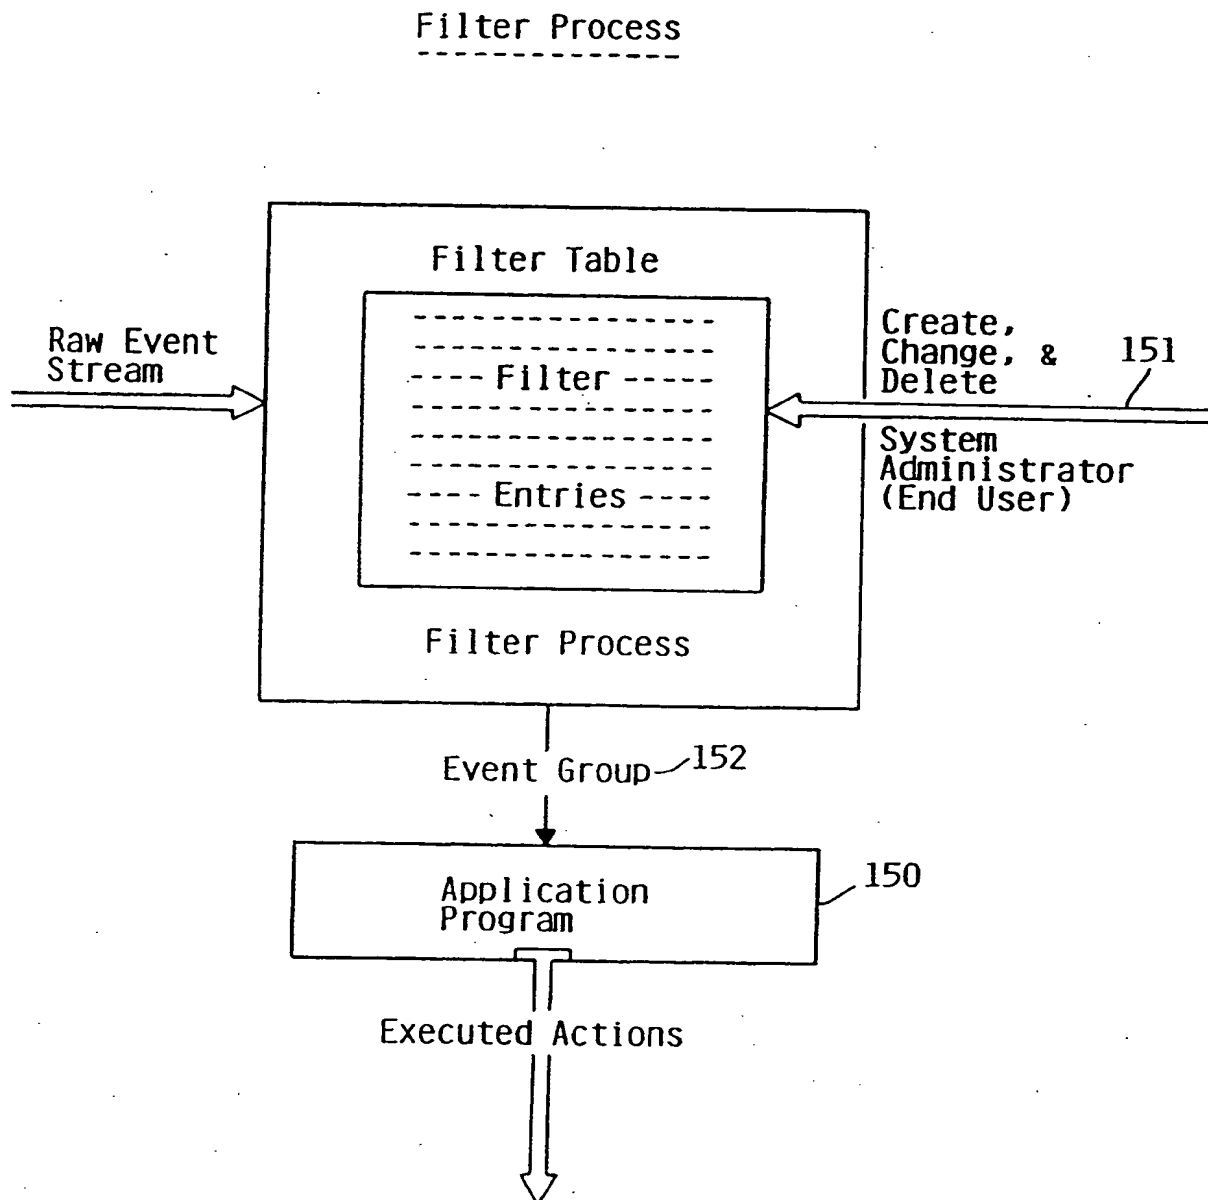 Filter Process
Filter Table
Raw Event
Stream
Filter
Entries
Create,
Change, &
Delete
151
System
Administrator
(End User)
Filter Process
Event Group
152
Application
Program
150
Executed Actions